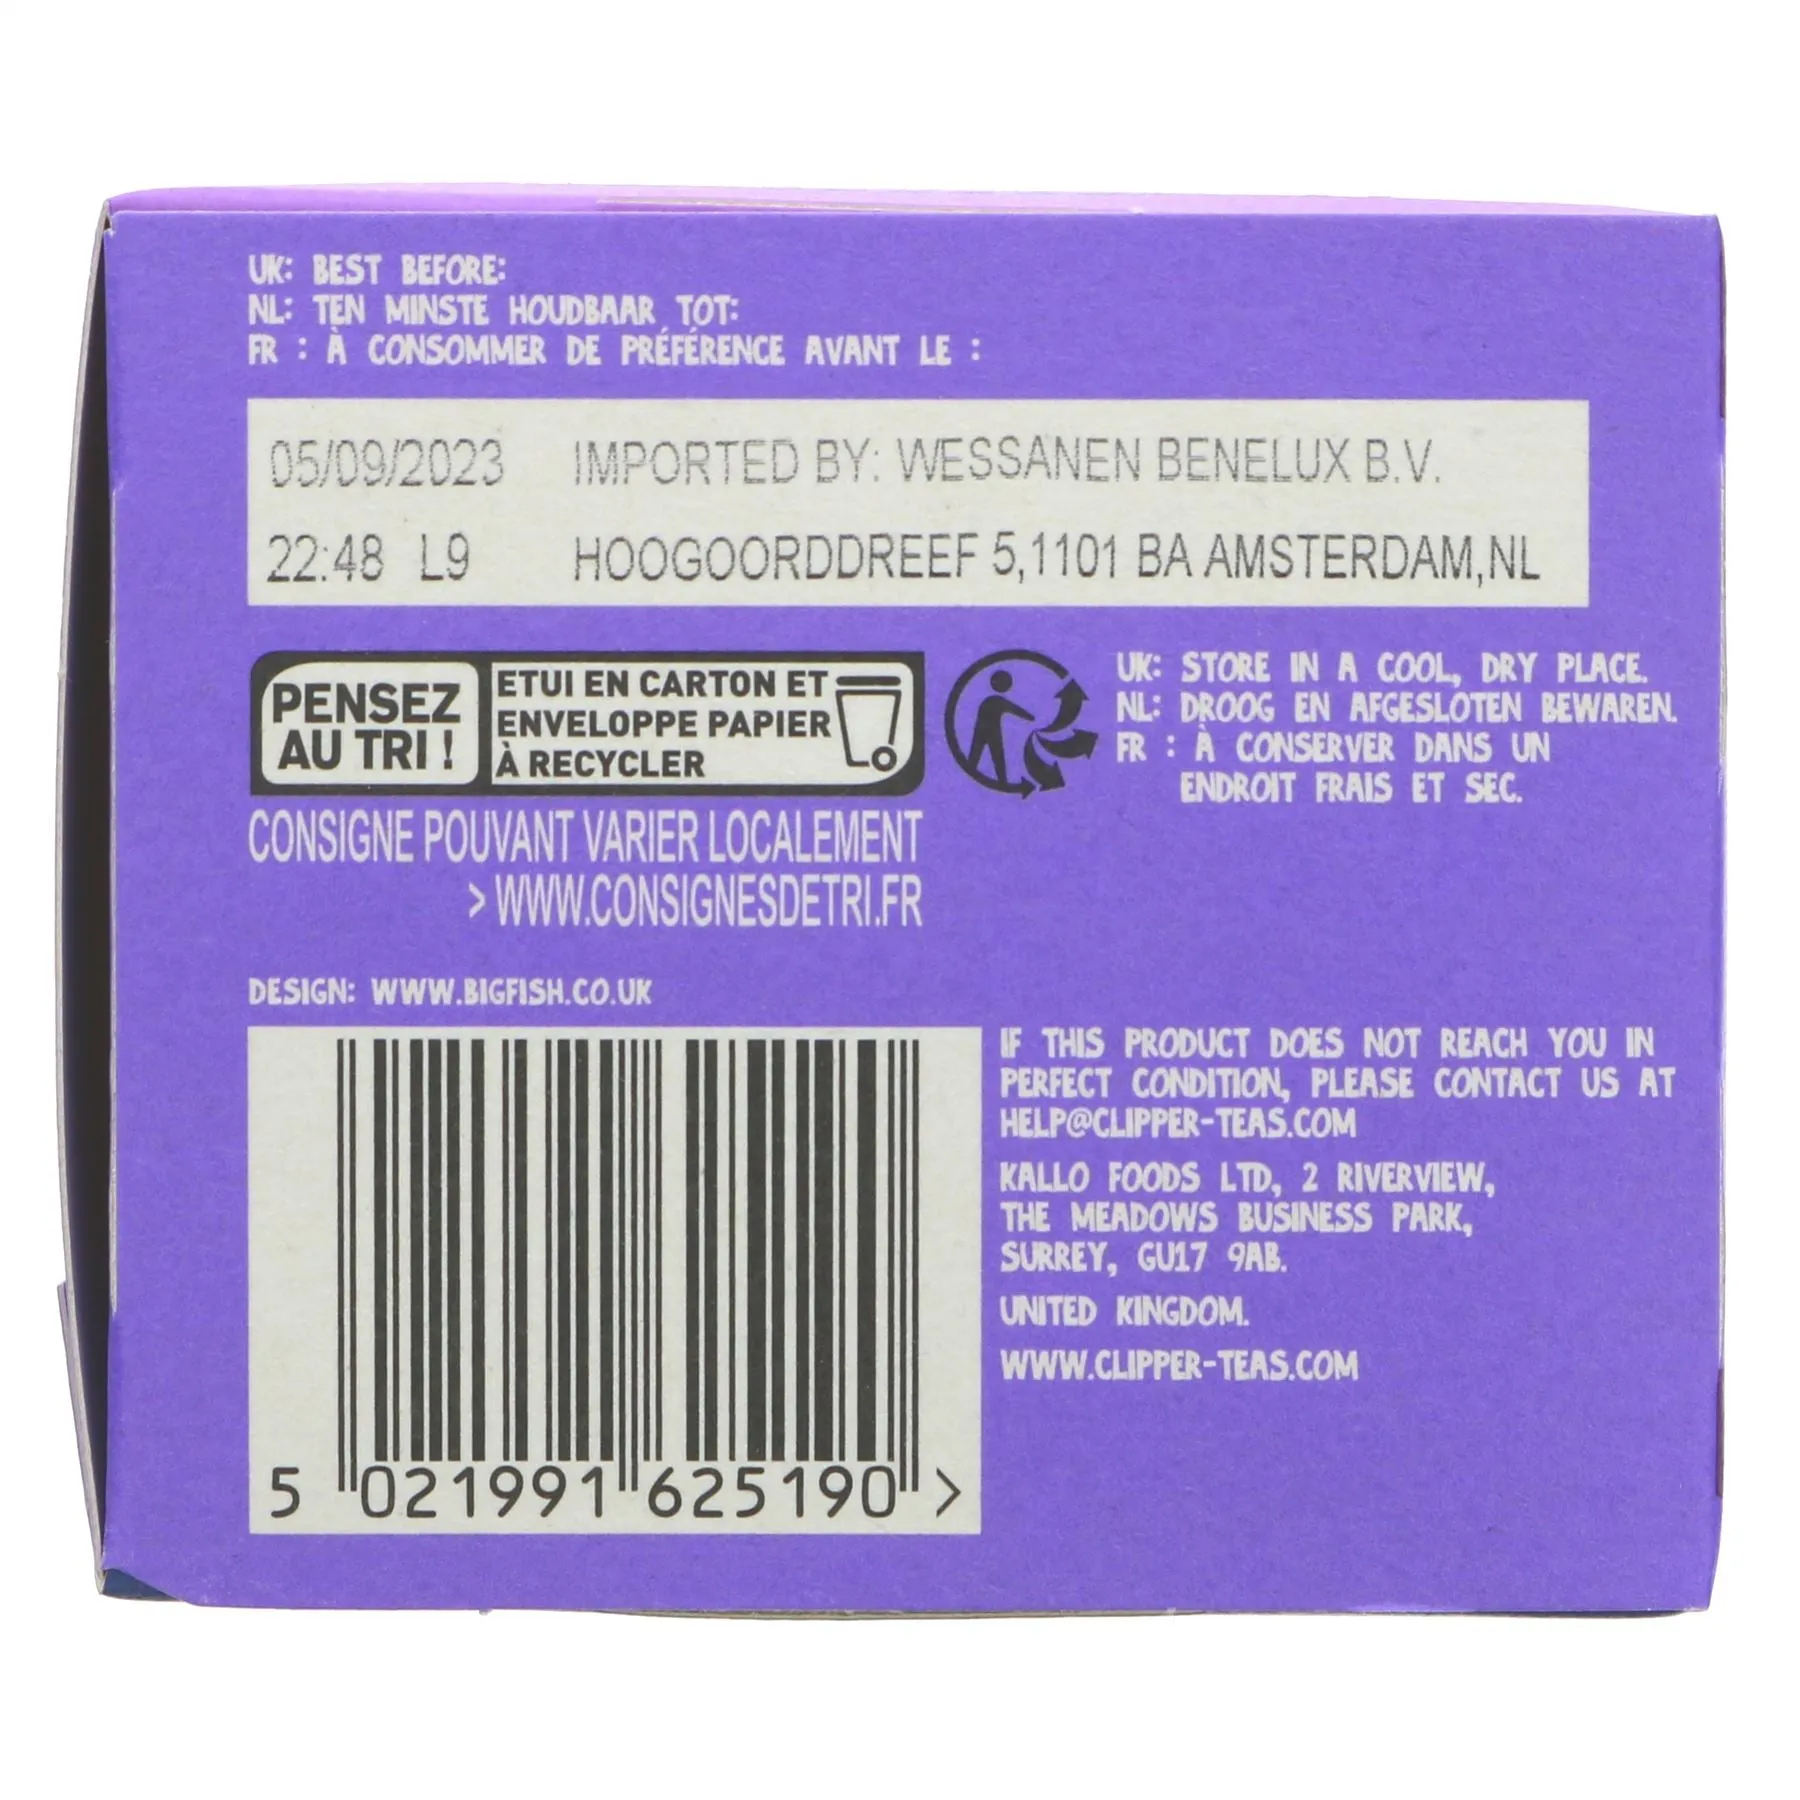 UK: BEST BEFORE:
NL: TEN MINSTE HOUDBAAR TOT:
FR : À CONSOMMER DE PRÉFÉRENCE AVANT LE :
05/09/2023 IMPORTED BY: WESSANEN BENELUX B.V.
22:48 L9 HOOGOORDDREEF 5,1101 BA AMSTERDAM,NL
PENSEZ
AU TRI !
ETUI EN CARTON ET
ENVELOPPE PAPIER
À RECYCLER
CONSIGNE POUVANT VARIER LOCALEMENT
> WWW.CONSIGNESDETRI.FR
UK: STORE IN A COOL, DRY PLACE.
NL: DROOG EN AFGESLOTEN BEWAREN.
FR : À CONSERVER DANS UN
ENDROIT FRAIS ET SEC.
DESIGN: WWW.BIGFISH.CO.UK
5 021991 625190 >
IF THIS PRODUCT DOES NOT REACH YOU IN
PERFECT CONDITION, PLEASE CONTACT US AT
HELP@CLIPPER-TEAS.COM
KALLO FOODS LTD, 2 RIVERVIEW,
THE MEADOWS BUSINESS PARK,
SURREY, GU17 9AB.
UNITED KINGDOM.
WWW.CLIPPER-TEAS.COM